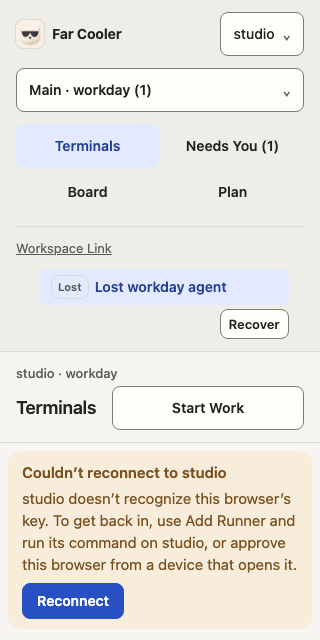 Far Cooler
studio
Main · workday (1)
Terminals
Needs You (1)
Board
Plan
Workspace Link
Lost
Lost workday agent
Recover
studio · workday
Terminals
Start Work
Couldn’t reconnect to studio
studio doesn’t recognize this browser’s
key. To get back in, use Add Runner and
run its command on studio, or approve
this browser from a device that opens it.
Reconnect